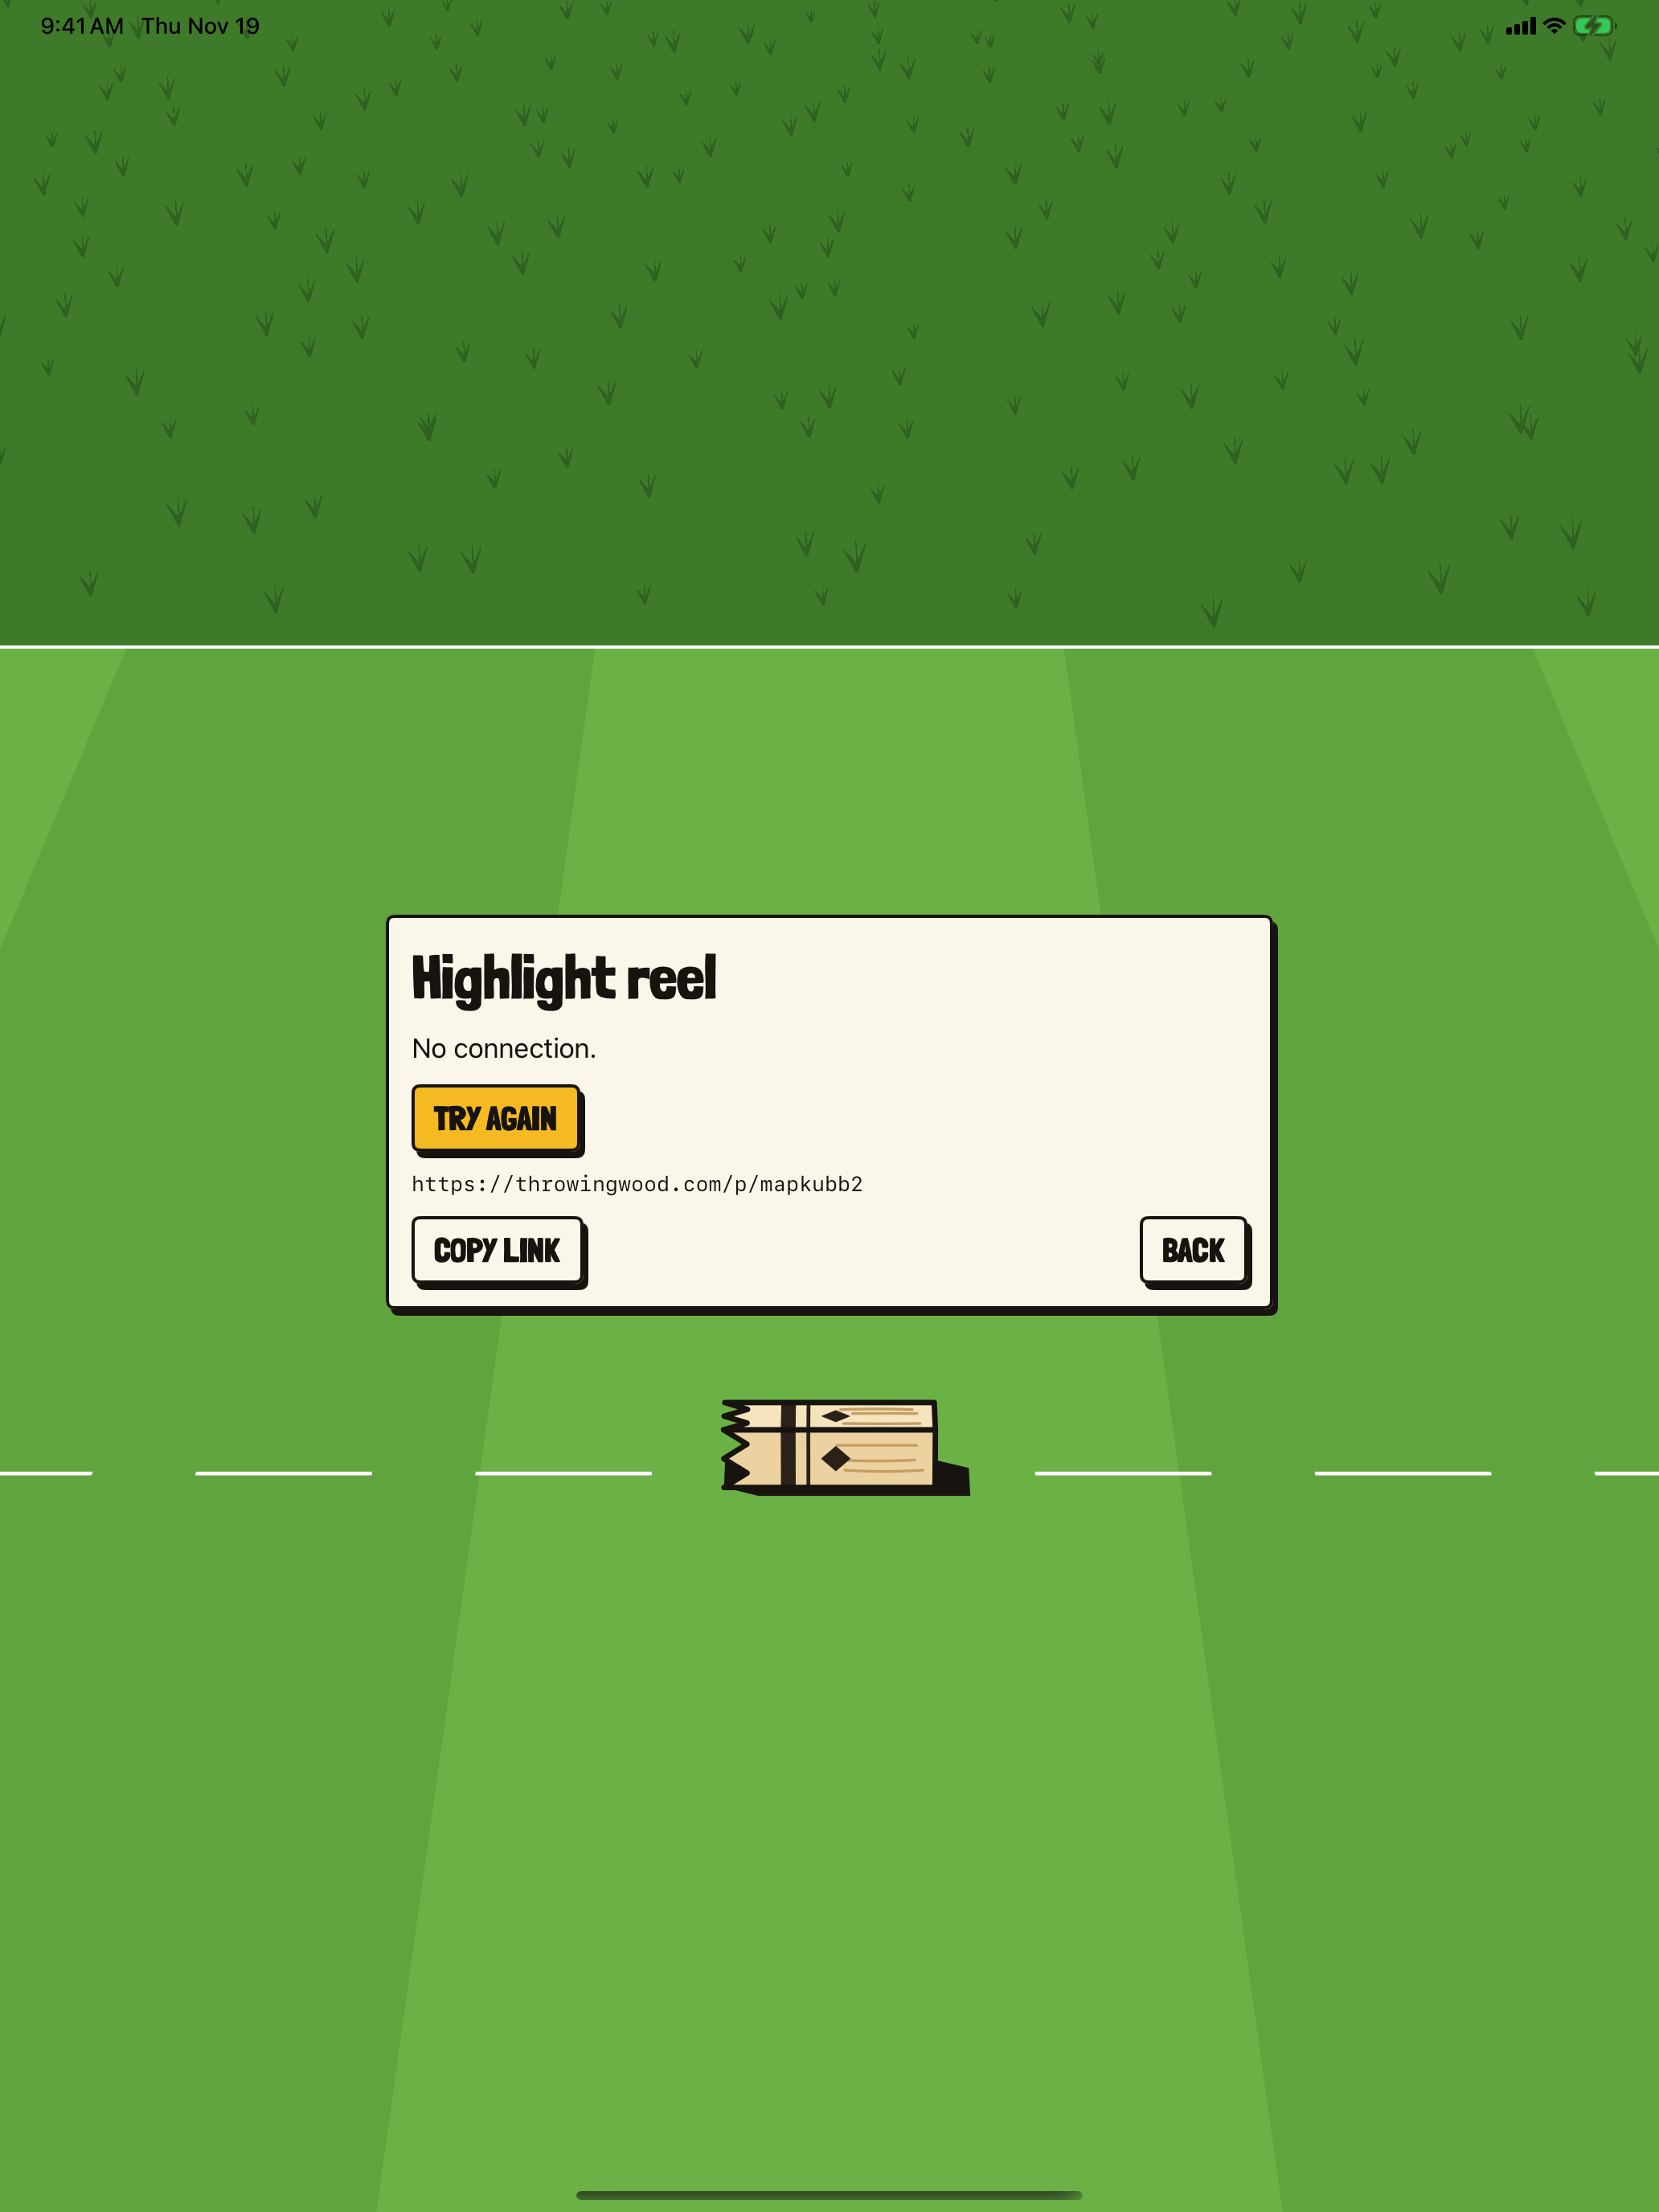 9:41 AM Thu Nov 19
Highlight reel
No connection.
TRY AGAIN
https://throwingwood.com/p/mapkubb2
COPY LINK
BACK